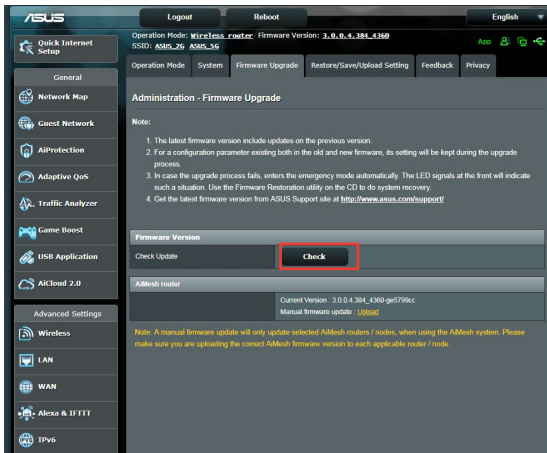 ASUS
Logout
Reboot
English
Operation Mode: Wireless router Firmware Version: 3.0.0.4.384_4360
SSID: ASUS_2G ASUS_5G
App
Quick Internet
Setup
Operation Mode
System
Firmware Upgrade
Restore/Save/Upload Setting
Feedback
Privacy
General
Network Map
Guest Network
AiProtection
Adaptive QoS
Traffic Analyzer
Game Boost
USB Application
AiCloud 2.0
Advanced Settings
Wireless
LAN
WAN
Alexa & IFTTT
IPv6
Administration - Firmware Upgrade
Note:
1. The latest firmware version include updates on the previous version.
2. For a configuration parameter existing both in the old and new firmware, its setting will be kept during the upgrade
process.
3. In case the upgrade process fails, enters the emergency mode automatically. The LED signals at the front will indicate
such a situation. Use the Firmware Restoration utility on the CD to do system recovery.
4. Get the latest firmware version from ASUS Support site at http://www.asus.com/support/
Firmware Version
Check Update
Check
AiMesh router
Current Version : 3.0.0.4.384_4360-ge5799cc
Manual firmware update : Upload
Note: A manual firmware update will only update selected AiMesh routers / nodes, when using the AiMesh system. Please
make sure you are uploading the correct AiMesh firmware version to each applicable router / node.